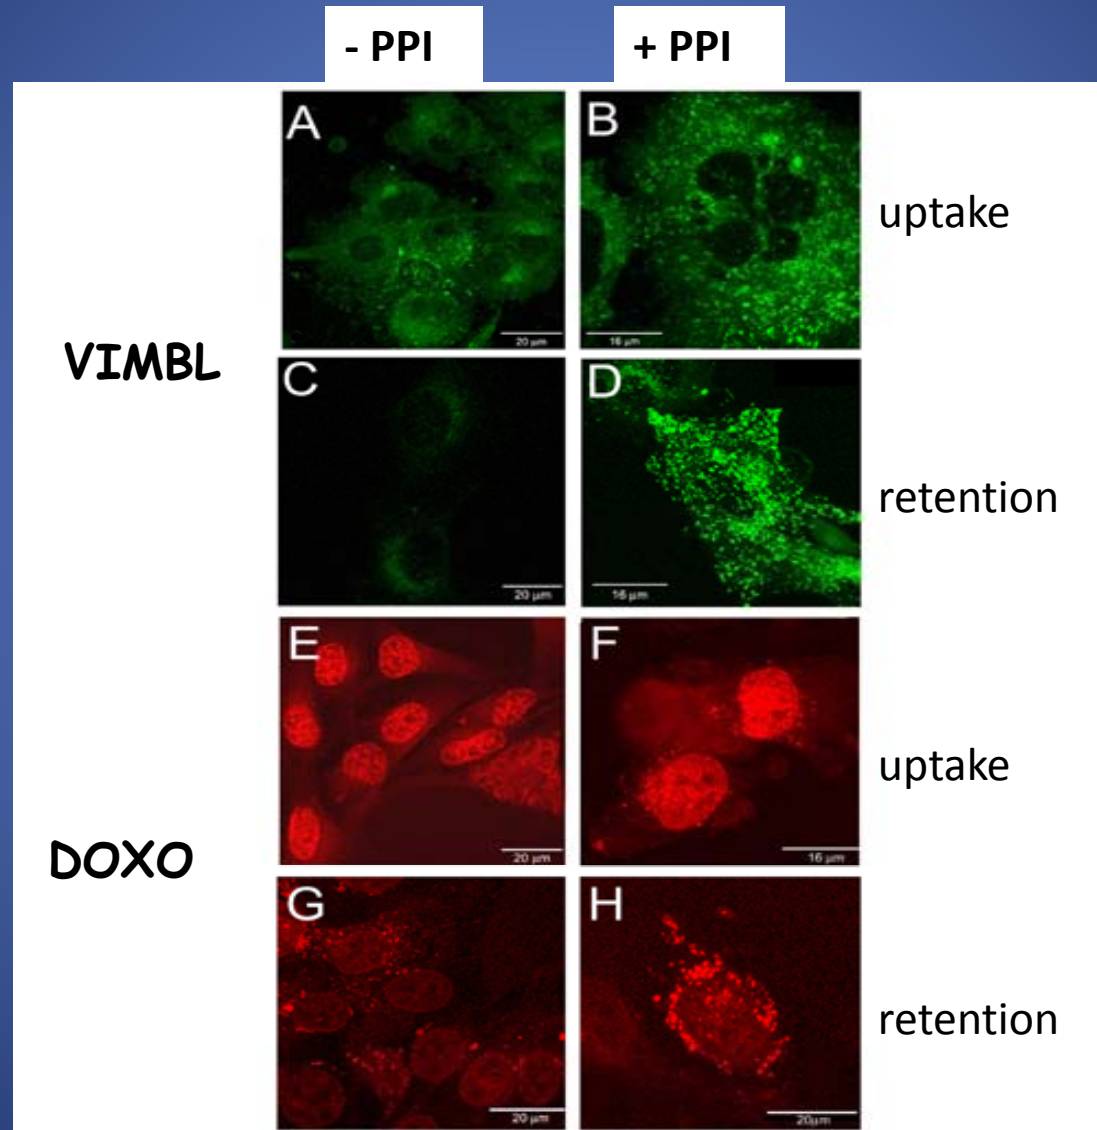 - PPI
+ PPI
A
B
uptake
20 µm
16 µm
VIMBL
C
D
retention
20 µm
16 µm
E
F
uptake
20 µm
16 µm
DOXO
G
H
retention
20 µm
20µm